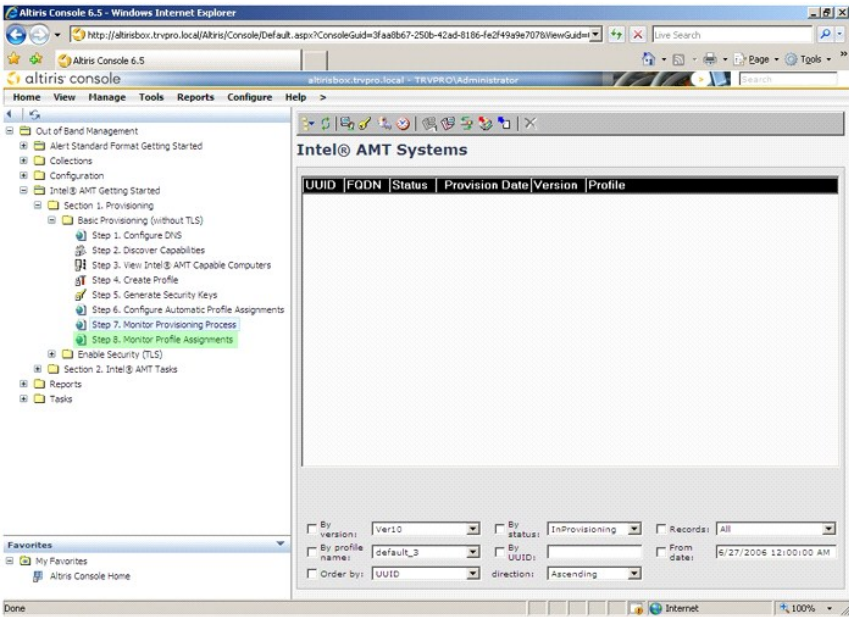 Altiris Console 6.5 - Windows Internet Explorer
http://altirisbox.trvpro.local/Altiris/Console/Default.aspx?ConsoleGuid=3faa8b67-250b-42ad-8186-fe2f49a9e707&ViewGuid=
Live Search
Altiris Console 6.5
Page
Tools
altiris console
altirisbox.trvpro.local - TRVPRO\Administrator
Search
Home View Manage Tools Reports Configure Help >
Out of Band Management
Alert Standard Format Getting Started
Collections
Configuration
Intel® AMT Getting Started
Section 1. Provisioning
Basic Provisioning (without TLS)
Step 1. Configure DNS
Step 2. Discover Capabilities
Step 3. View Intel® AMT Capable Computers
Step 4. Create Profile
Step 5. Generate Security Keys
Step 6. Configure Automatic Profile Assignments
Step 7. Monitor Provisioning Process
Step 8. Monitor Profile Assignments
Enable Security (TLS)
Section 2. Intel® AMT Tasks
Reports
Tasks
Favorites
My Favorites
Altiris Console Home
Intel® AMT Systems
UUID FQDN Status Provision Date Version Profile
By version: Ver10 By status: InProvisioning Records: All
By profile name: default_3 By UUID: From date: 6/27/2006 12:00:00 AM
Order by: UUID direction: Ascending
Done
Internet
100%